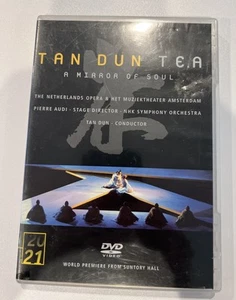 TAN DUN TEA
A MIRROR OF SOUL
THE NETHERLANDS OPERA & HET MUZIEKTHEATER AMSTERDAM
PIERRE AUDI · STAGE DIRECTOR · NHK SYMPHONY ORCHESTRA
TAN DUN · CONDUCTOR
20
21
DVD
VIDEO
WORLD PREMIERE FROM SUNTORY HALL